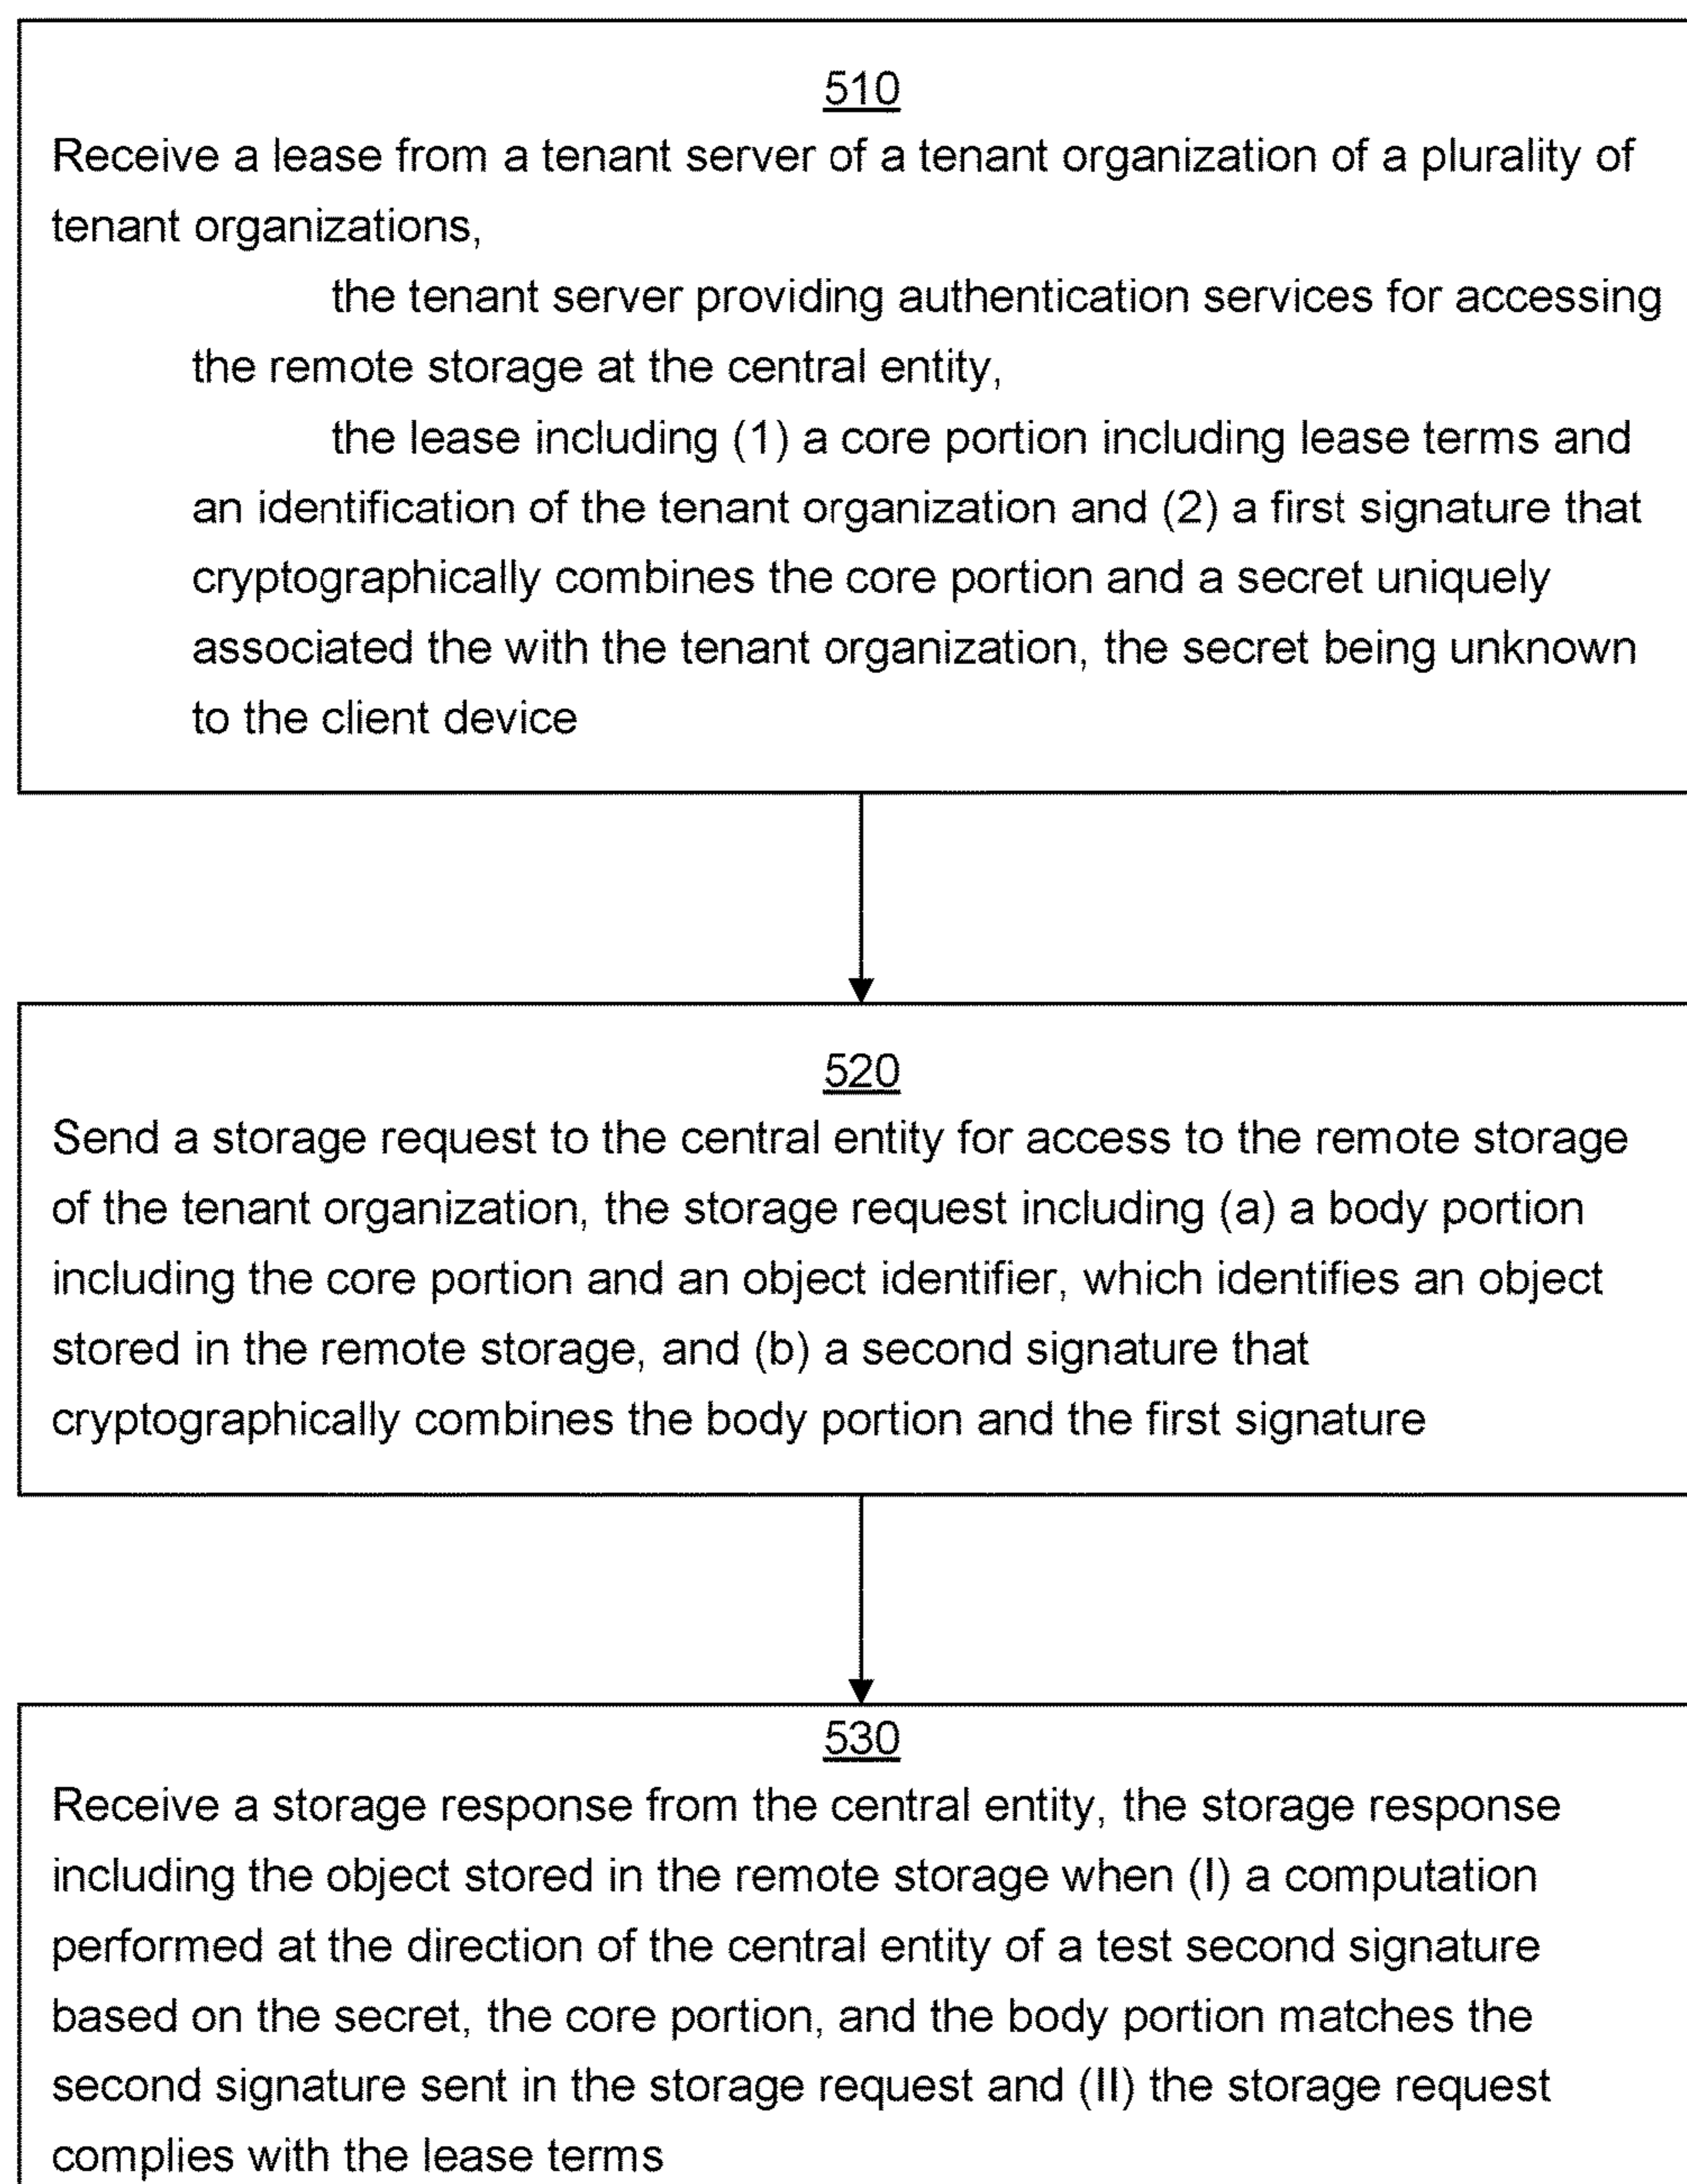 510
Receive a lease from a tenant server of a tenant organization of a plurality of
tenant organizations,
the tenant server providing authentication services for accessing
the remote storage at the central entity,
the lease including (1) a core portion including lease terms and
an identification of the tenant organization and (2) a first signature that
cryptographically combines the core portion and a secret uniquely
associated the with the tenant organization, the secret being unknown
to the client device
520
Send a storage request to the central entity for access to the remote storage
of the tenant organization, the storage request including (a) a body portion
including the core portion and an object identifier, which identifies an object
stored in the remote storage, and (b) a second signature that
cryptographically combines the body portion and the first signature
530
Receive a storage response from the central entity, the storage response
including the object stored in the remote storage when (I) a computation
performed at the direction of the central entity of a test second signature
based on the secret, the core portion, and the body portion matches the
second signature sent in the storage request and (II) the storage request
complies with the lease terms